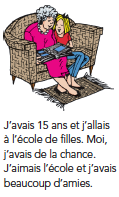 J'avais 15 ans et j'allais
à l'école de filles. Moi,
j'avais de la chance.
J'aimais l'école et j'avais
beaucoup d'amies.